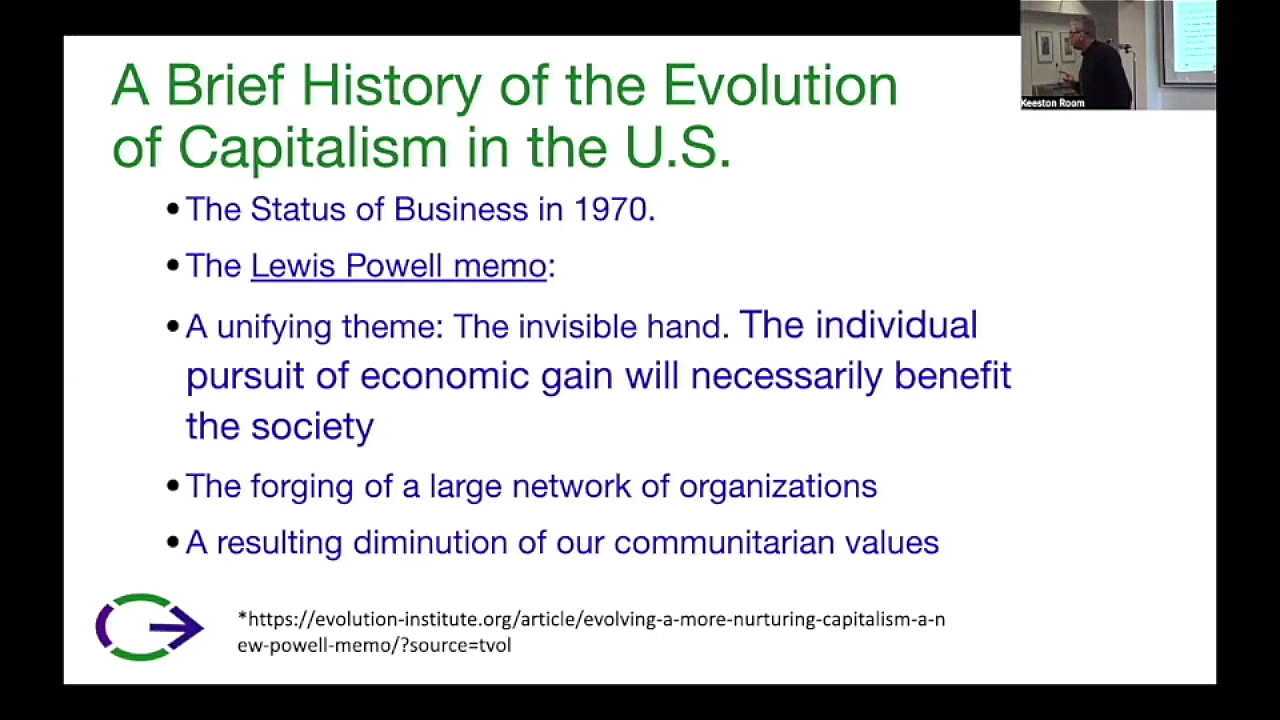 A Brief History of the Evolution
of Capitalism in the U.S.
•The Status of Business in 1970.
•The Lewis Powell memo:
•A unifying theme: The invisible hand. The individual
pursuit of economic gain will necessarily benefit
the society
•The forging of a large network of organizations
•A resulting diminution of our communitarian values
*https://evolution-institute.org/article/evolving-a-more-nurturing-capitalism-a-n
ew-powell-memo/?source=tvol
Keeston Room